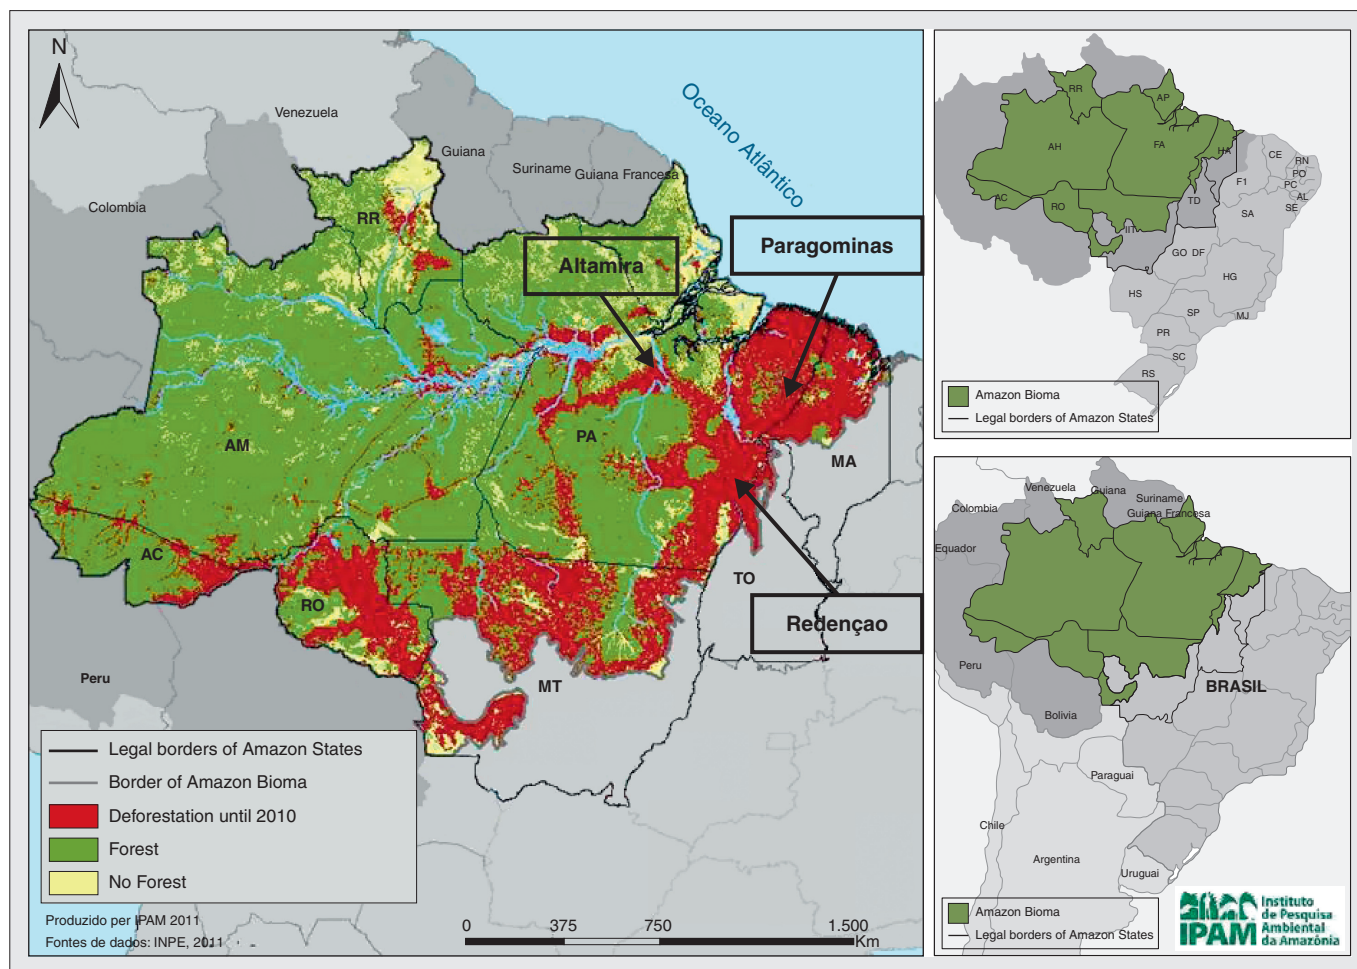 N
Venezuela
Guiana
Suriname
Guiana Francesa
Colombia
Oceano Atlântico
RR
Altamira
Paragominas
AM
PA
MA
AC
RO
TO
Redençao
MT
Peru
Legal borders of Amazon States
Border of Amazon Bioma
Deforestation until 2010
Forest
No Forest
Produzido per IPAM 2011
Fontes de dados: INPE, 2011
0 375 750 1.500
Km
RR
AP
AH
FA
HA
CE
RN
PO
PC
AL
SE
F1
AC
RO
TD
SA
IIT
GO DF
HG
HS
SP
MJ
PR
SC
RS
Amazon Bioma
Legal borders of Amazon States
Venezuela
Guiana
Suriname
Guiana Francesa
Colombia
Equador
Peru
BRASIL
Bolivia
Paraguai
Chile
Argentina
Uruguai
Amazon Bioma
Legal borders of Amazon States
IPAM
Instituto
de Pesquisa
Ambiental
da Amazônia